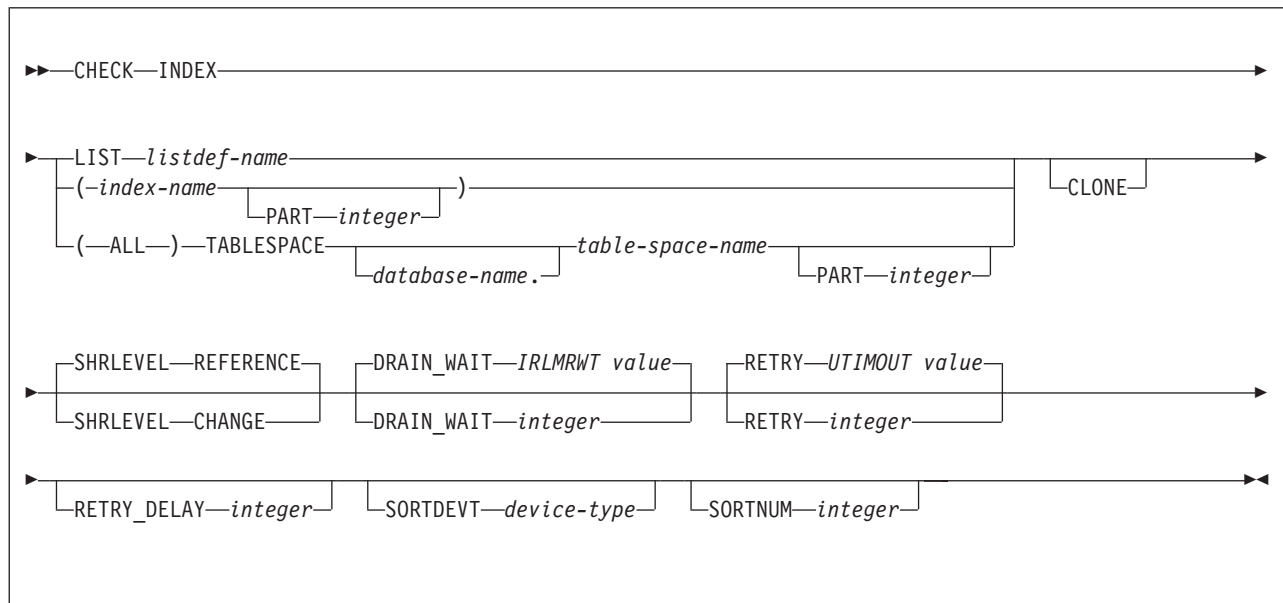 CHECK INDEX
LIST listdef-name
( index-name )
PART integer
CLONE
( ALL ) TABLESPACE table-space-name
database-name.
PART integer
SHRLEVEL REFERENCE DRAIN_WAIT IRLMRWT value RETRY UTIMOUT value
SHRLEVEL CHANGE DRAIN_WAIT integer RETRY integer
RETRY_DELAY integer SORTDEVT device-type SORTNUM integer